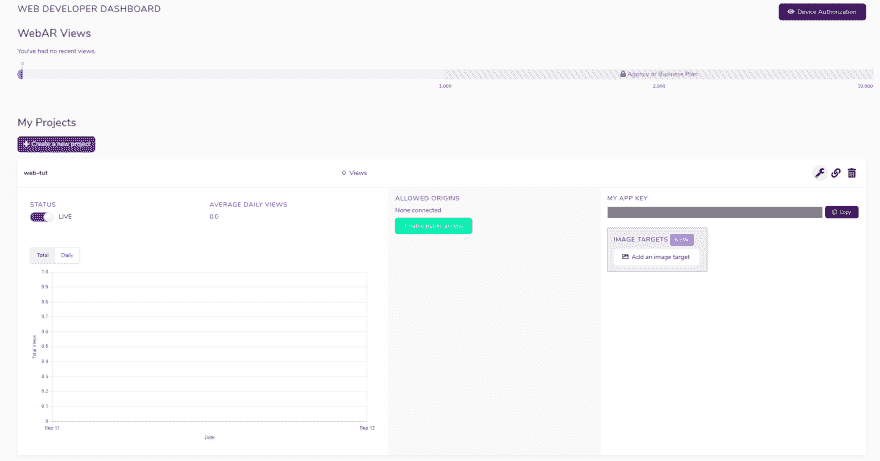 WEB DEVELOPER DASHBOARD
Device Authorization
WebAR Views
You've had no recent views.
0
Agency or Business Plan
1,000
2,000
10,000
My Projects
+ Create a new project
web-tut
0 Views
STATUS
LIVE
AVERAGE DAILY VIEWS
0.0
Total
Daily
1.0
0.9
0.8
0.7
0.6
0.5
0.4
0.3
0.2
0.1
0
Total Views
Sep 11
Sep 12
Date
ALLOWED ORIGINS
None connected
MY APP KEY
Copy
IMAGE TARGETS NEW
Add an image target